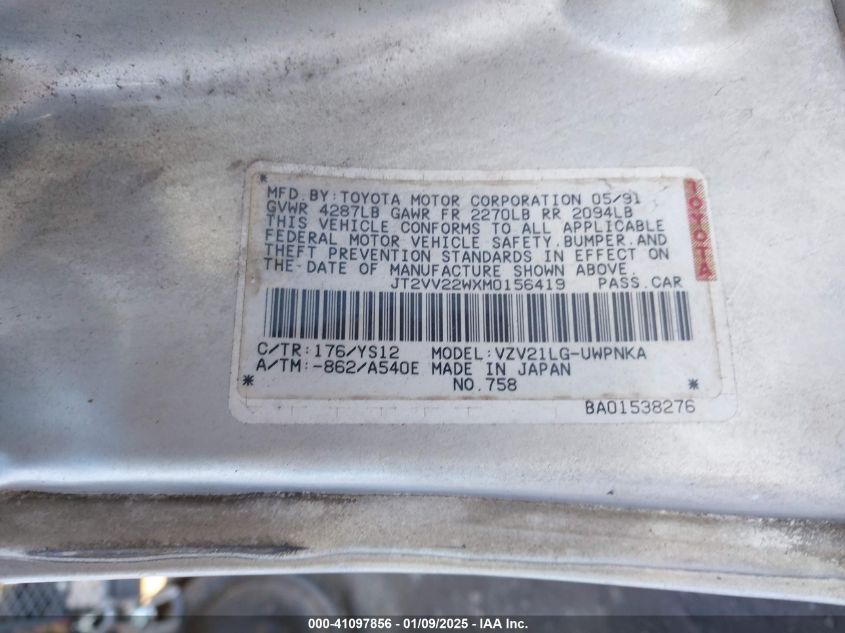 * MFD BY:TOYOTA MOTOR CORPORATION 05/91
GVWR 4287LB GAWR FR 2270LB RR 2094LB
THIS VEHICLE CONFORMS TO ALL APPLICABLE
FEDERAL MOTOR VEHICLE SAFETY,BUMPER,AND
THEFT PREVENTION STANDARDS IN EFFECT ON
THE DATE OF MANUFACTURE SHOWN ABOVE.
JT2VV22WXM0156419 PASS.CAR
TOYOTA
C/TR:176/YS12 MODEL:VZV21LG-UWPNKA
A/TM:-862/A540E MADE IN JAPAN
* NO.758 *
BA01538276
000-41097856 - 01/09/2025 - IAA Inc.